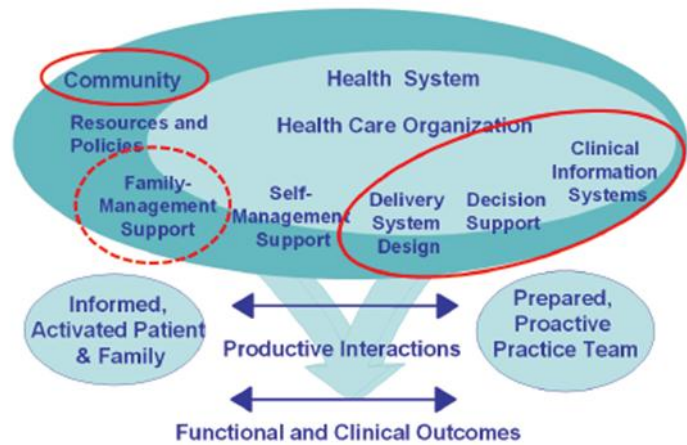 Community
Health System
Resources and
Policies
Health Care Organization
Family-
Management
Support
Self-
Management
Support
Delivery
System
Design
Decision
Support
Clinical
Information
Systems
Informed,
Activated Patient
& Family
Productive Interactions
Prepared,
Proactive
Practice Team
Functional and Clinical Outcomes